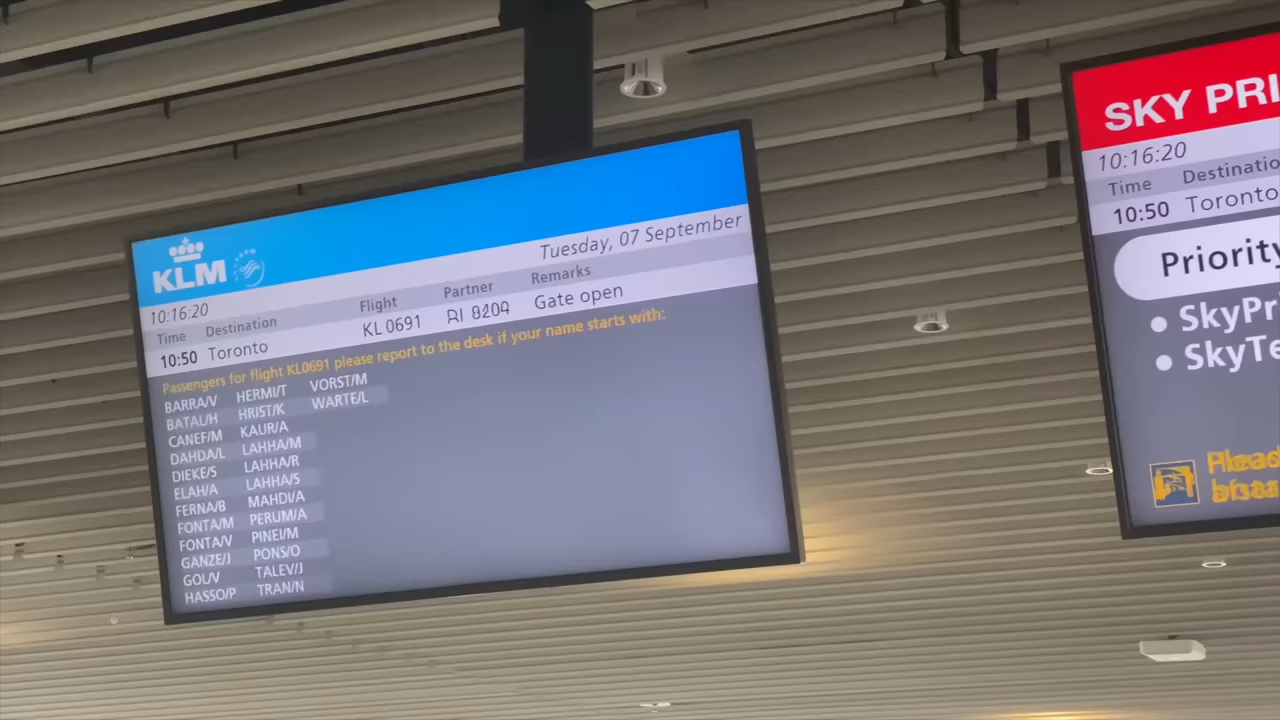 KLM
10:16:20
Tuesday, 07 September
Time Destination Flight Partner Remarks
10:50 Toronto KL 0691 Gate open
Passengers for flight KL0691 please report to the desk if your name starts with:
BARRA/V HERMI/T VORST/M
BATAL/H HRIST/K WARTE/L
CANEF/M KAUR/A
DAHDA/L LAHHA/M
DIEKE/S LAHHA/R
ELAH/A LAHHA/S
FERNA/B MAHDI/A
FONTA/M PERUM/A
FONTA/V PINEI/M
GANZE/J PONS/O
GOL/V TALEV/J
HASSO/P TRAN/N
SKY PRI
10:16:20
Time Destinatio
10:50 Toronto
Priority
• SkyPr
• SkyTe